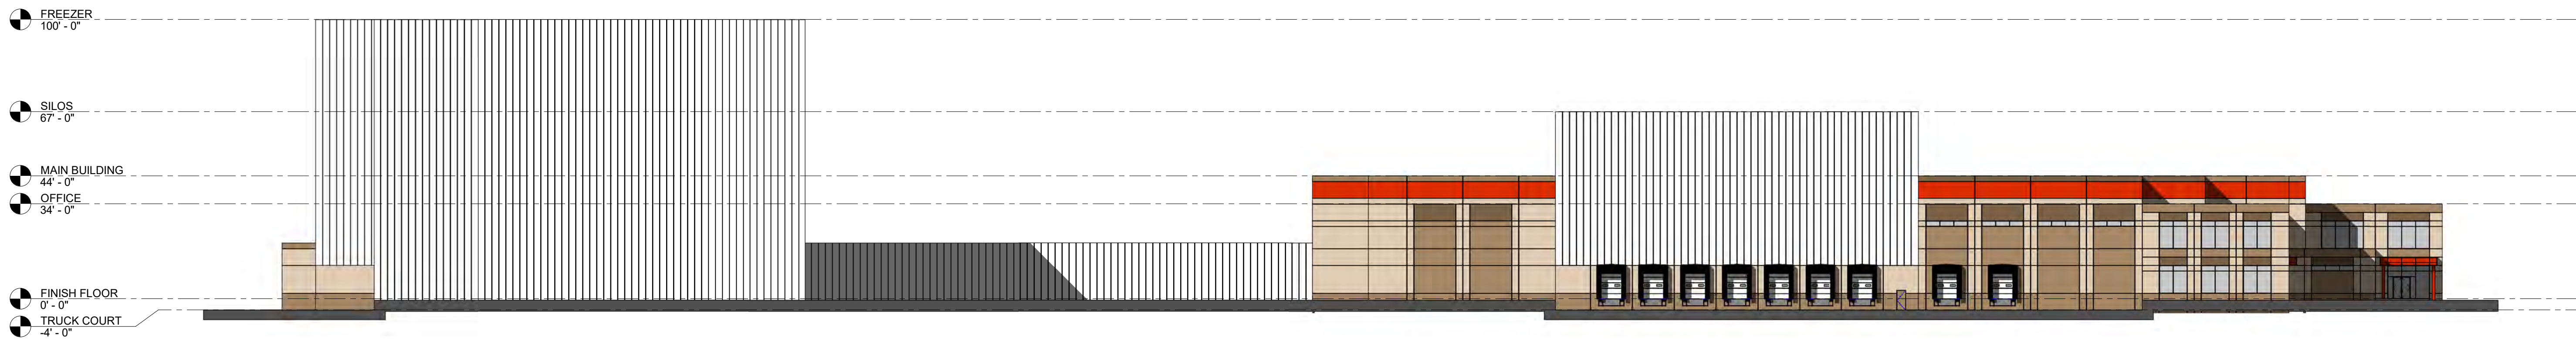 FREEZER
100' - 0"
SILOS
67' - 0"
MAIN BUILDING
44' - 0"
OFFICE
34' - 0"
FINISH FLOOR
0' - 0"
TRUCK COURT
-4' - 0"